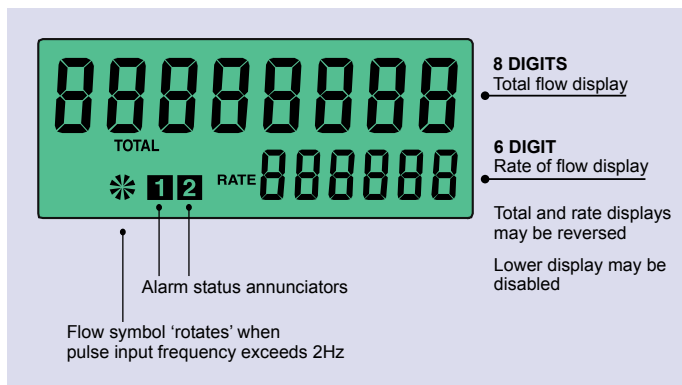 88888888
TOTAL
1 2
RATE 888888
8 DIGITS
Total flow display
6 DIGIT
Rate of flow display
Total and rate displays
may be reversed
Lower display may be
disabled
Alarm status annunciators
Flow symbol ‘rotates’ when
pulse input frequency exceeds 2Hz